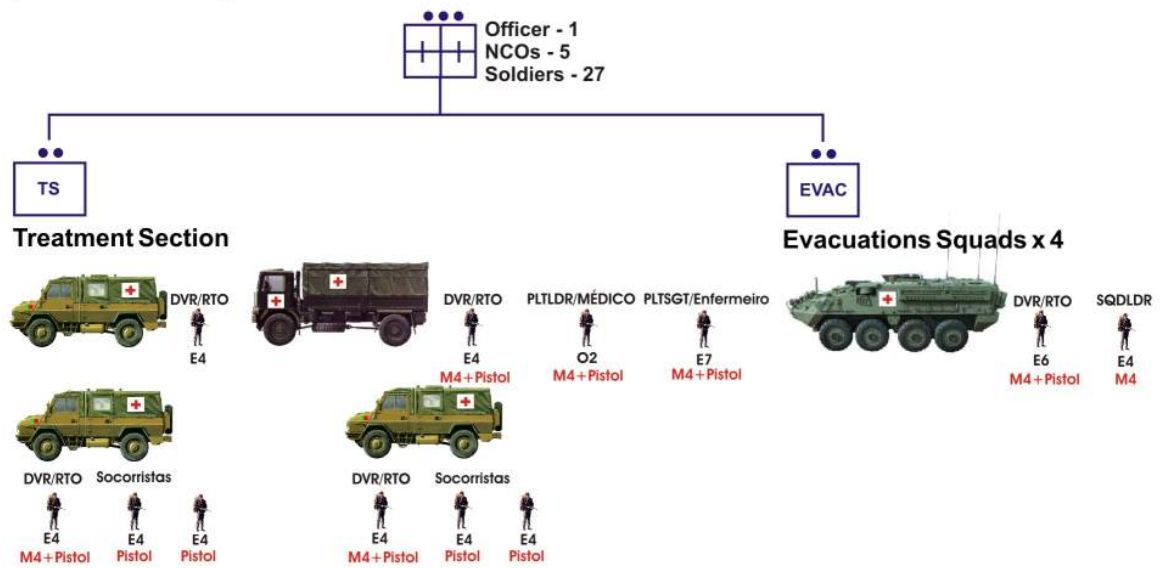 Officer - 1
NCOs - 5
Soldiers - 27
TS
EVAC
Treatment Section
Evacuations Squads x 4
DVR/RTO
E4
DVR/RTO
E4
M4+Pistol
PLTLDR/MÉDICO
O2
M4+Pistol
PLTSGT/Enfermeiro
E7
M4+Pistol
DVR/RTO
E6
M4+Pistol
SQDLDR
E4
M4
DVR/RTO
Socorristas
E4
E4
E4
M4+Pistol
Pistol
Pistol
DVR/RTO
Socorristas
E4
E4
E4
M4+Pistol
Pistol
Pistol